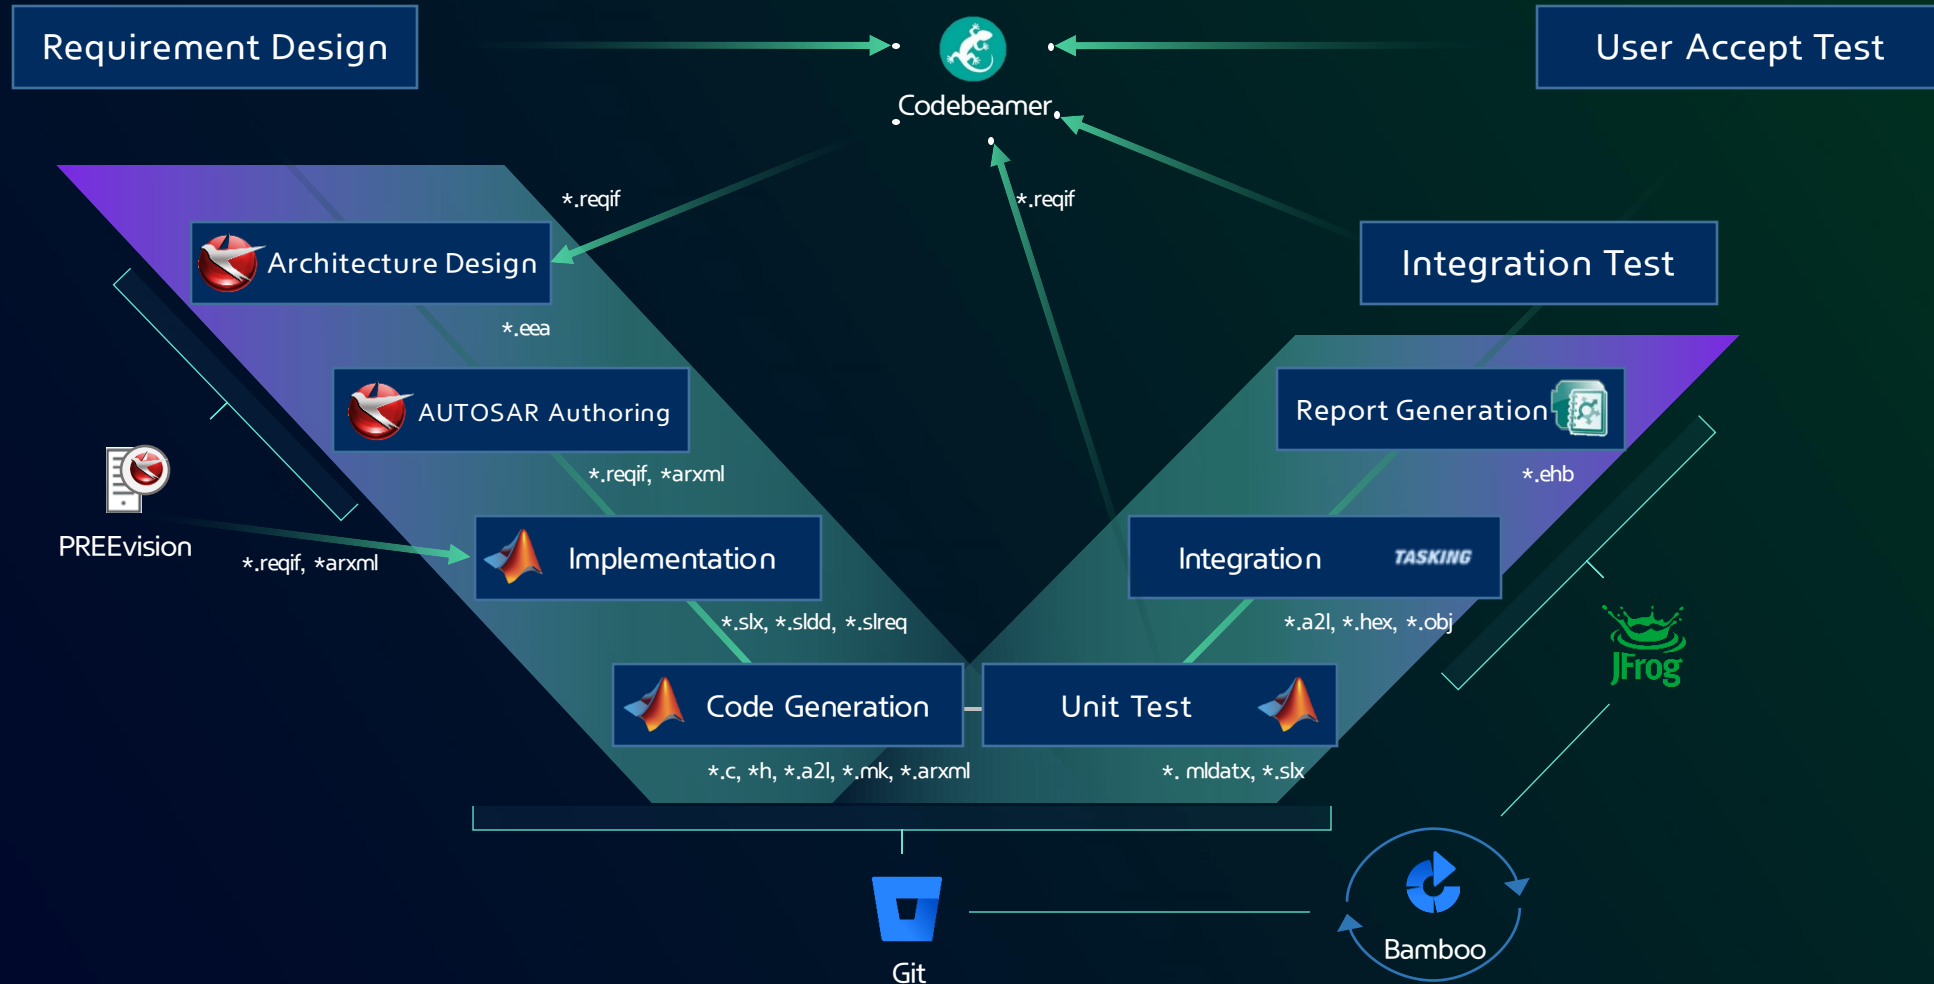 Requirement Design
User Accept Test
Codebeamer
*.reqif
*.reqif
Architecture Design
Integration Test
*.eea
AUTOSAR Authoring
Report Generation
*.reqif, *arxml
*.ehb
PREEvision
*.reqif, *arxml
Implementation
Integration
TASKING
*.slx, *.sldd, *.slreq
*.a2l, *.hex, *.obj
JFrog
Code Generation
Unit Test
*.c, *h, *.a2l, *.mk, *.arxml
*. mldatx, *.slx
Git
Bamboo